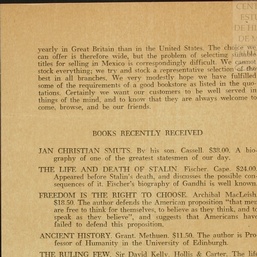 yearly in Great Britain than in the United States. The choice we
can offer is therefore wide, but the problem of selecting suitable
titles for selling in Mexico is correspondingly difficult. We cannot
stock everything; we try and stock a representative selection of the
best in all branches. We very modestly hope we have fulfilled
some of the requirements of a good bookstore as listed in the quo-
tations. Certainly we want our customers to be well served in
things of the mind, and to know that they are always welcome to
come, browse, and be our friends.
BOOKS RECENTLY RECEIVED
JAN CHRISTIAN SMUTS. By his son. Cassell. $38.00. A bio-
graphy of one of the greatest statesmen of our day.
THE LIFE AND DEATH OF STALIN. Fischer. Cape. $24.00
Appeared before Stalin's death, and discusses the possible con-
sequences of it. Fischer's biography of Gandhi is well known.
FREEDOM IS THE RIGHT TO CHOOSE. Archibald MacLeish
$18.50 The author defends the American proposition "that men
are free to think for themselves, to believe as they think, and to
speak as they believe", and suggests that Americans have
failed to defend this proposition.
ANCIENT HISTORY. Grant. Methuen. $11.50. The author is Pro-
fessor of Humanity in the University of Edinburgh.
THE RULING FEW. Sir David Kelly. Hollis & Carter.